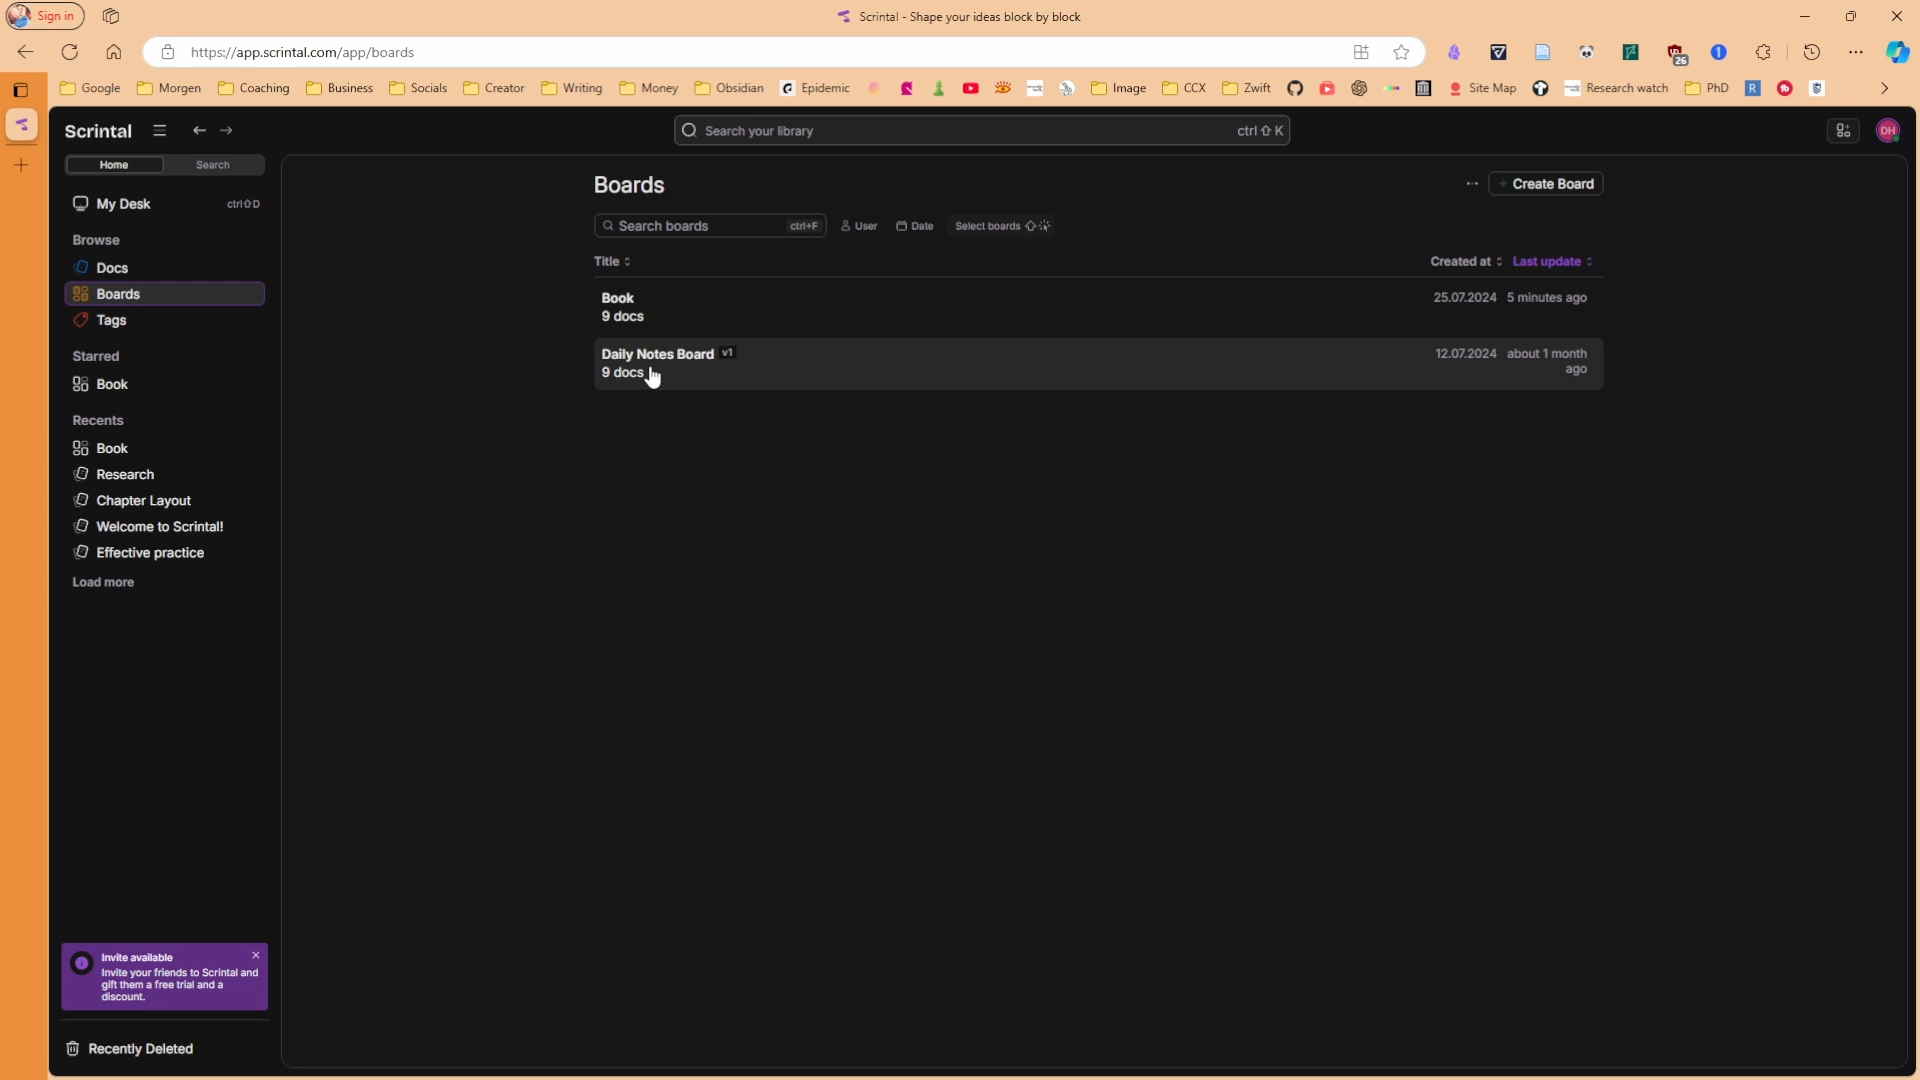 Sign in
Scrintal - Shape your ideas block by block
https://app.scrintal.com/app/boards
26
Google
Morgen
Coaching
Business
Socials
Creator
Writing
Money
Obsidian
Epidemic
Image
CCX
Zwift
Site Map
Research watch
PhD
R
Scrintal
Search your library
ctrl⇧K
DH
Home
Search
My Desk
ctrl⇧D
Browse
Docs
Boards
Tags
Starred
Book
Recents
Book
Research
Chapter Layout
Welcome to Scrintal!
Effective practice
Load more
Invite available
Invite your friends to Scrintal and
gift them a free trial and a
discount.
Recently Deleted
Boards
+ Create Board
Search boards
ctrl+F
User
Date
Select boards
Title
Created at
Last update
Book
9 docs
25.07.2024
5 minutes ago
Daily Notes Board v1
9 docs
12.07.2024
about 1 month
ago